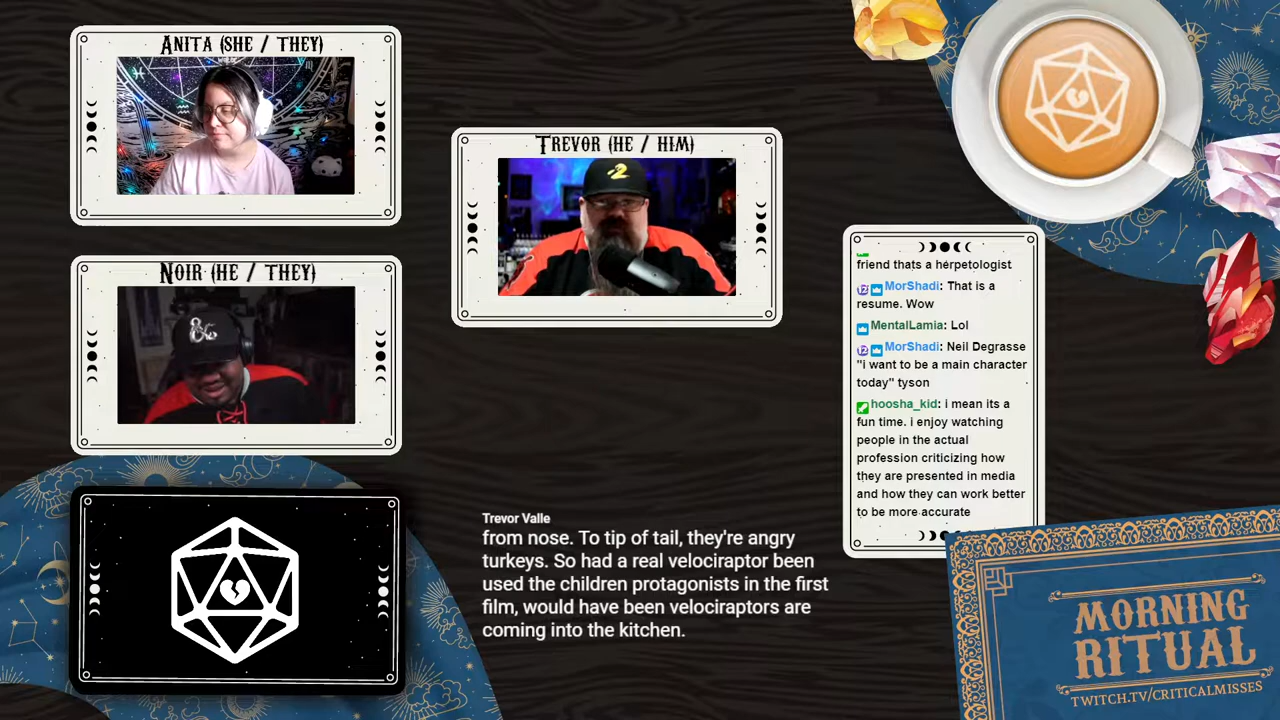 ANITA (SHE / THEY)
TREVOR (HE / HIM)
NOIR (HE / THEY)
friend thats a herpetologist
MorShadi: That is a
resume. Wow
MentalLamia: Lol
MorShadi: Neil Degrasse
"i want to be a main character
today" tyson
hoosha_kid: i mean its a
fun time. i enjoy watching
people in the actual
profession criticizing how
they are presented in media
and how they can work better
to be more accurate
Trevor Valle
from nose. To tip of tail, they're angry
turkeys. So had a real velociraptor been
used the children protagonists in the first
film, would have been velociraptors are
coming into the kitchen.
MORNING
RITUAL
TWITCH.TV/CRITICALMISSES